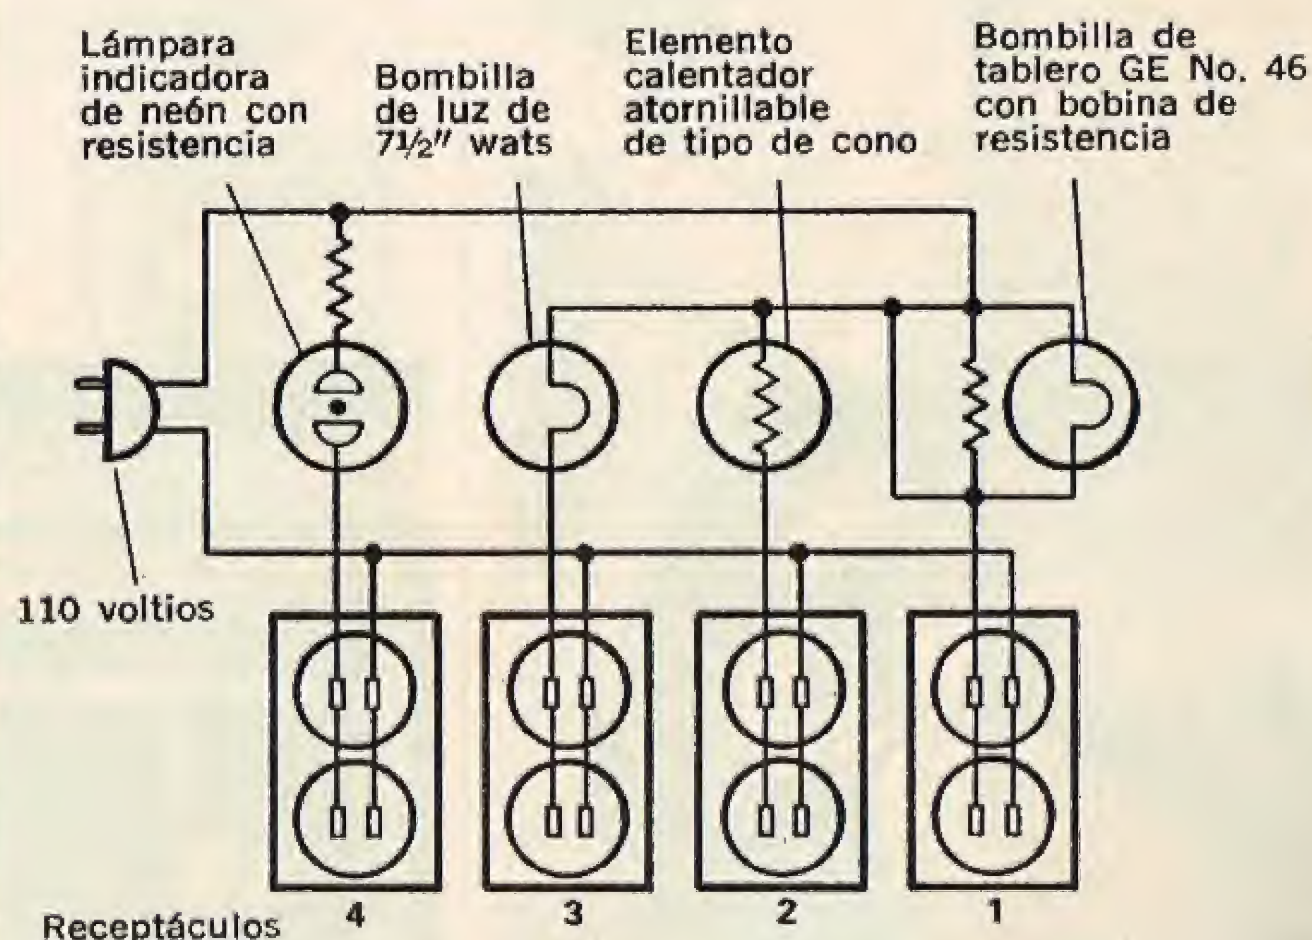 Lámpara
indicadora
de neón con
resistencia
Bombilla
de luz de
7½" wats
Elemento
calentador
atornillable
de tipo de cono
Bombilla de
tablero GE No. 46
con bobina de
resistencia
110 voltios
Receptáculos
4
3
2
1